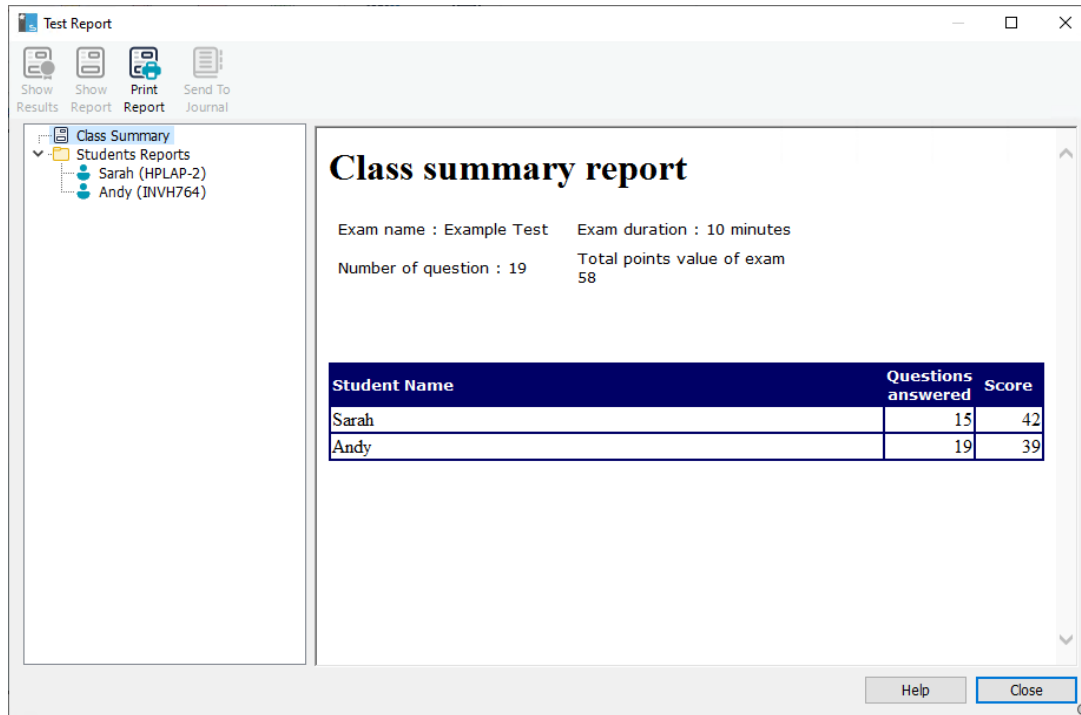 Test Report
Show Results
Show Report
Print Report
Send To Journal
Class Summary
Students Reports
Sarah (HPLAP-2)
Andy (INVH764)
Class summary report
Exam name : Example Test
Exam duration : 10 minutes
Number of question : 19
Total points value of exam
58
Student Name
Questions answered
Score
Sarah 15 42
Andy 19 39
Help
Close